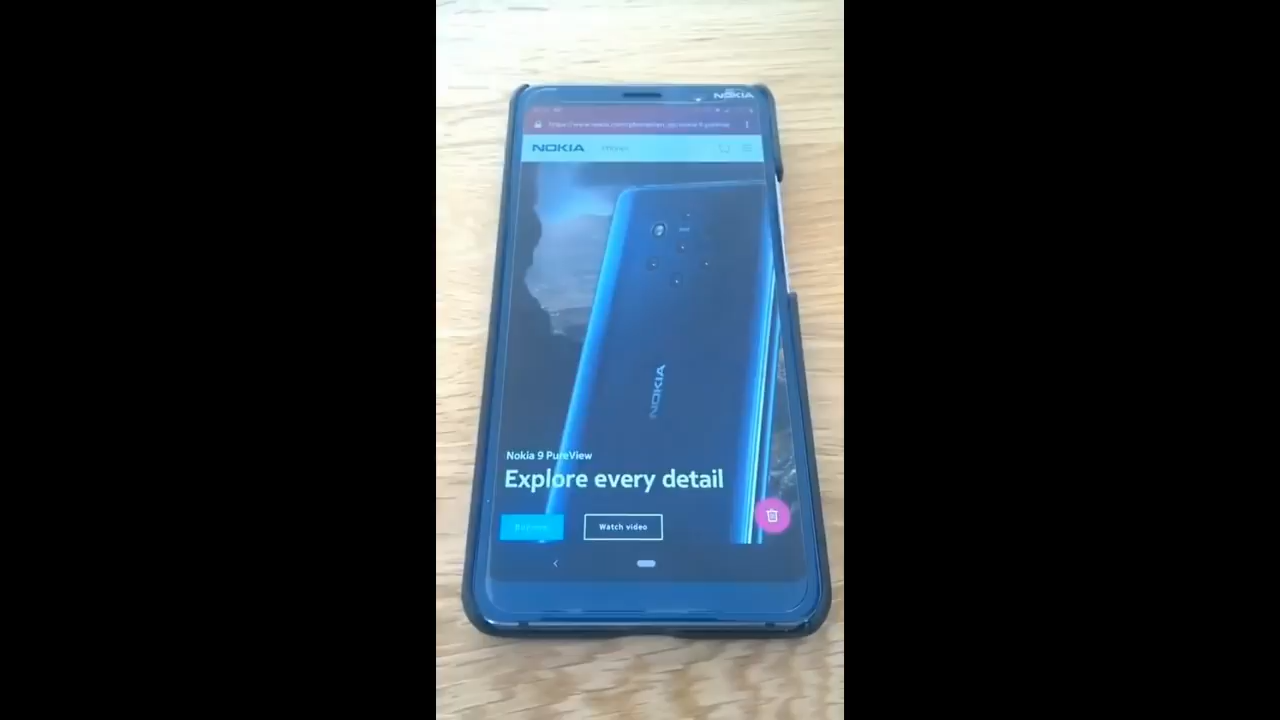 NOKIA
NOKIA
NOKIA
Nokia 9 PureView
Explore every detail
Watch video